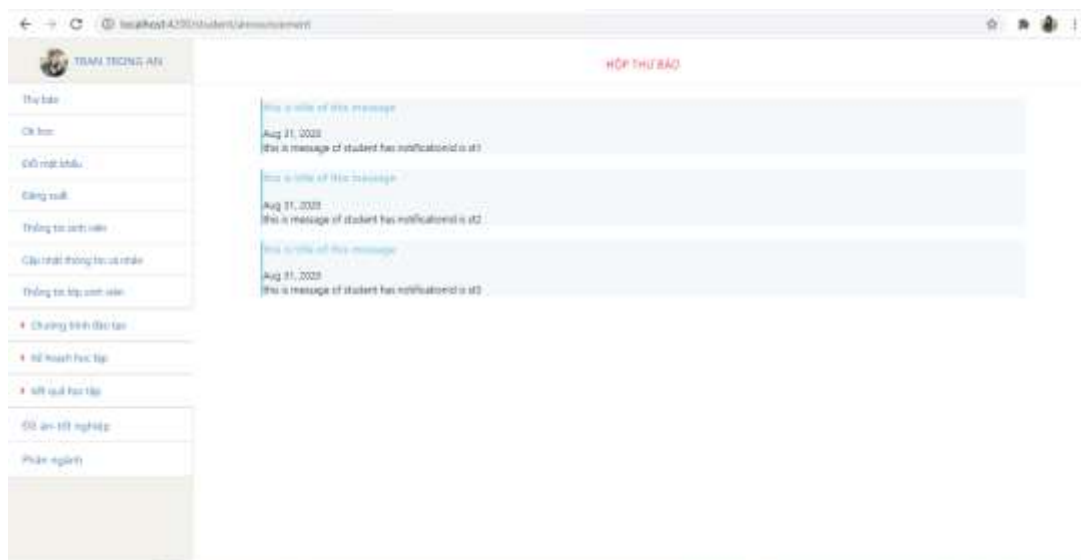 localhost:4200/student/announcement
TRAN TRONG AN
HỘP THƯ BÁO
Thư báo
Đổi mật khẩu
Đăng xuất
Thông tin sinh viên
Cập nhật thông tin cá nhân
Thông tin lớp sinh viên
Chương trình đào tạo
Kế hoạch học tập
Kết quả học tập
Đồ án tốt nghiệp
Phân ngành
this is title of this message
Aug 31, 2020
this is message of student has notificationid is st1
this is title of this message
Aug 31, 2020
this is message of student has notificationid is st2
this is title of this message
Aug 31, 2020
this is message of student has notificationid is st3